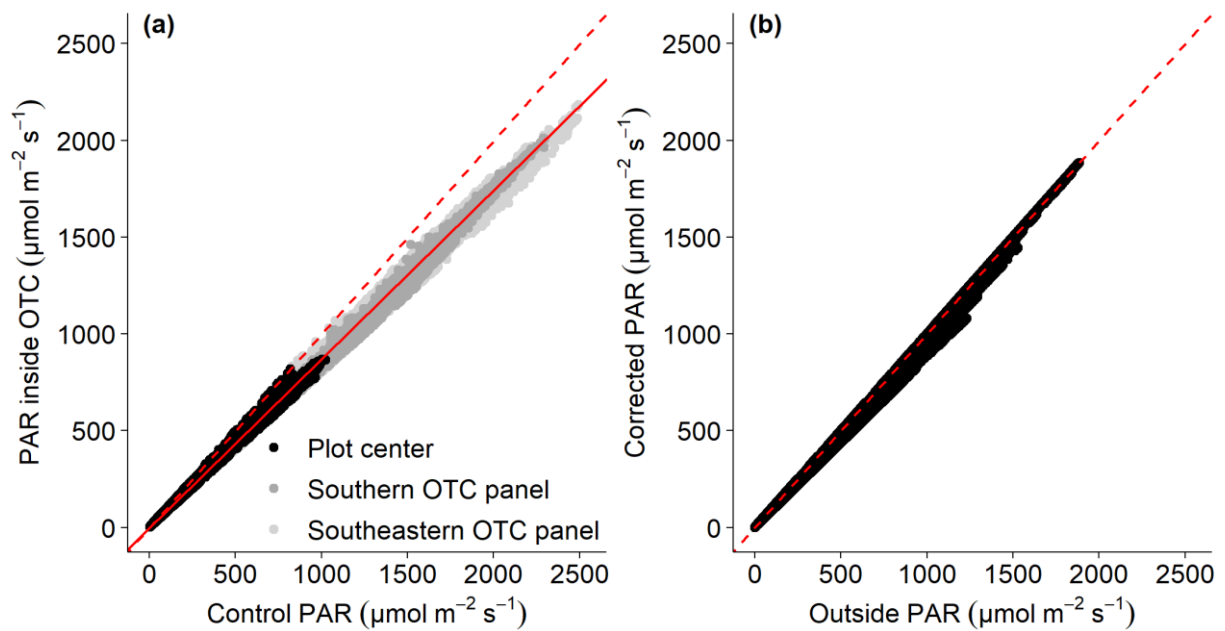 (a)
2500
2000
1500
1000
500
0
PAR inside OTC (µmol m⁻² s⁻¹)
Plot center
Southern OTC panel
Southeastern OTC panel
0 500 1000 1500 2000 2500
Control PAR (µmol m⁻² s⁻¹)
(b)
2500
2000
1500
1000
500
0
Corrected PAR (µmol m⁻² s⁻¹)
0 500 1000 1500 2000 2500
Outside PAR (µmol m⁻² s⁻¹)